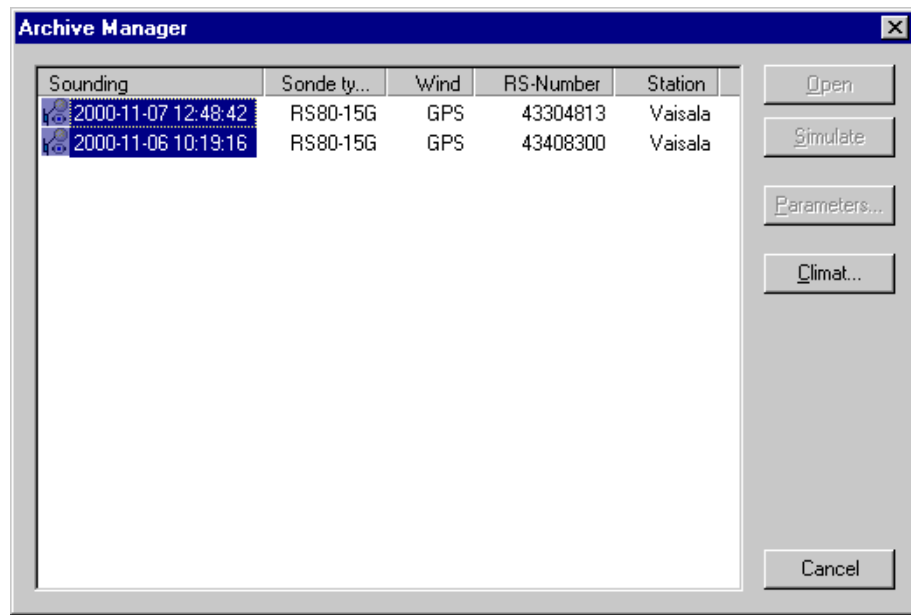 Archive Manager
Sounding Sonde ty... Wind RS-Number Station
2000-11-07 12:48:42 RS80-15G GPS 43304813 Vaisala
2000-11-06 10:19:16 RS80-15G GPS 43408300 Vaisala
Open
Simulate
Parameters...
Climat...
Cancel